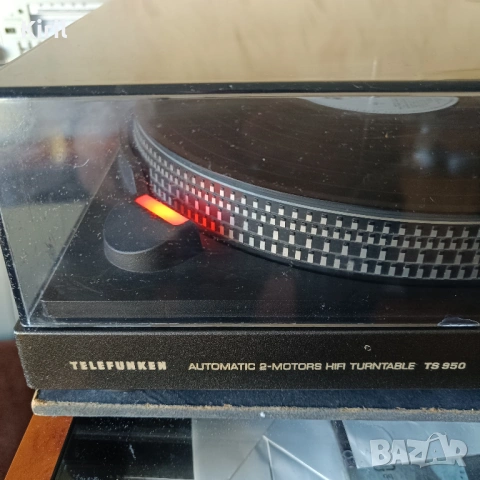 TELEFUNKEN AUTOMATIC 2-MOTORS HIFI TURNTABLE TS 950
BAZAR